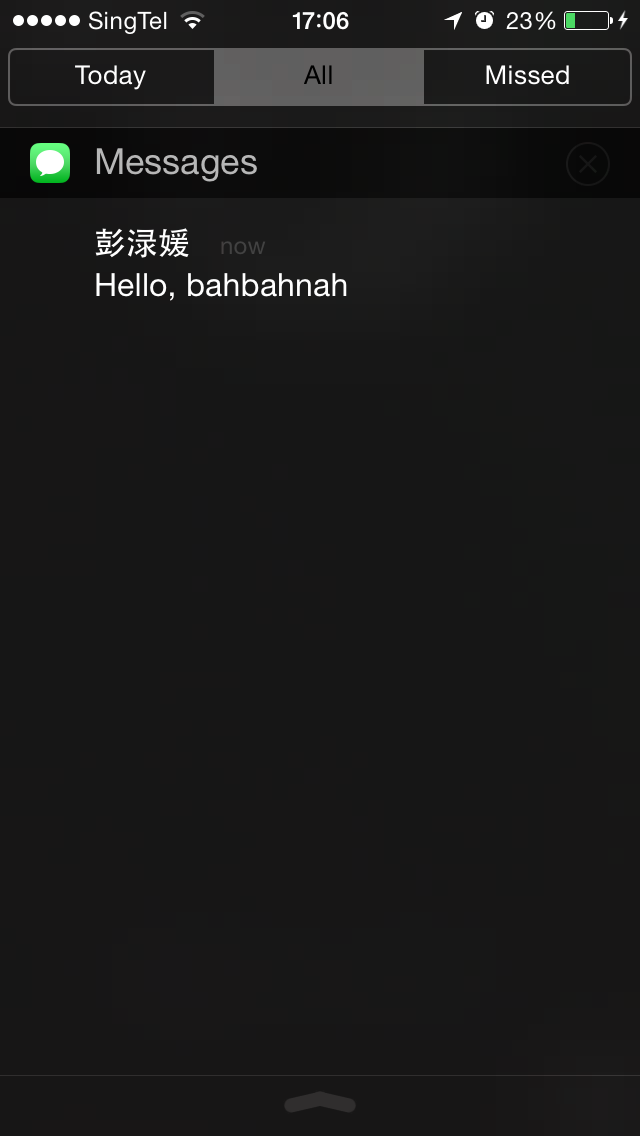 SingTel 17:06 23%
Today All Missed
Messages
彭渌媛 now
Hello, bahbahnah